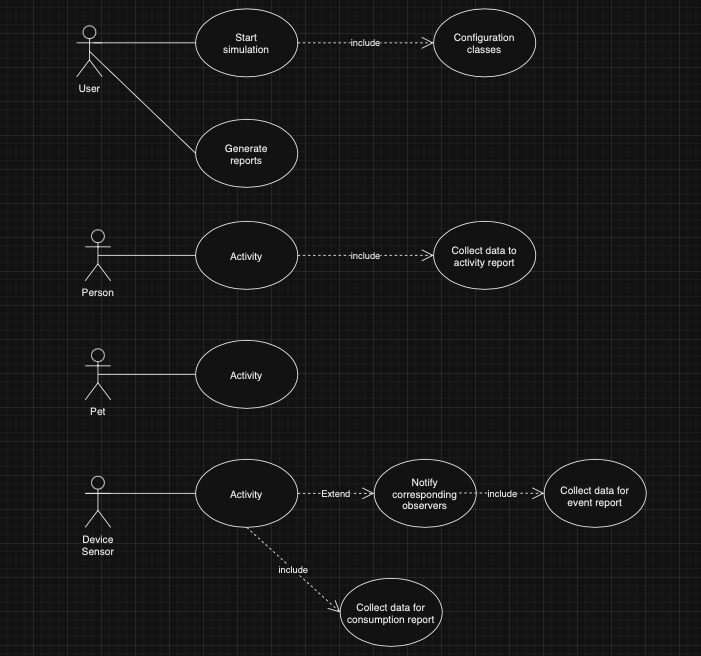 Start
simulation
include
Configuration
classes
User
Generate
reports
Activity
include
Collect data to
activity report
Person
Activity
Pet
Activity
Extend
Notify
corresponding
observers
include
Collect data for
event report
Device
Sensor
include
Collect data for
consumption report